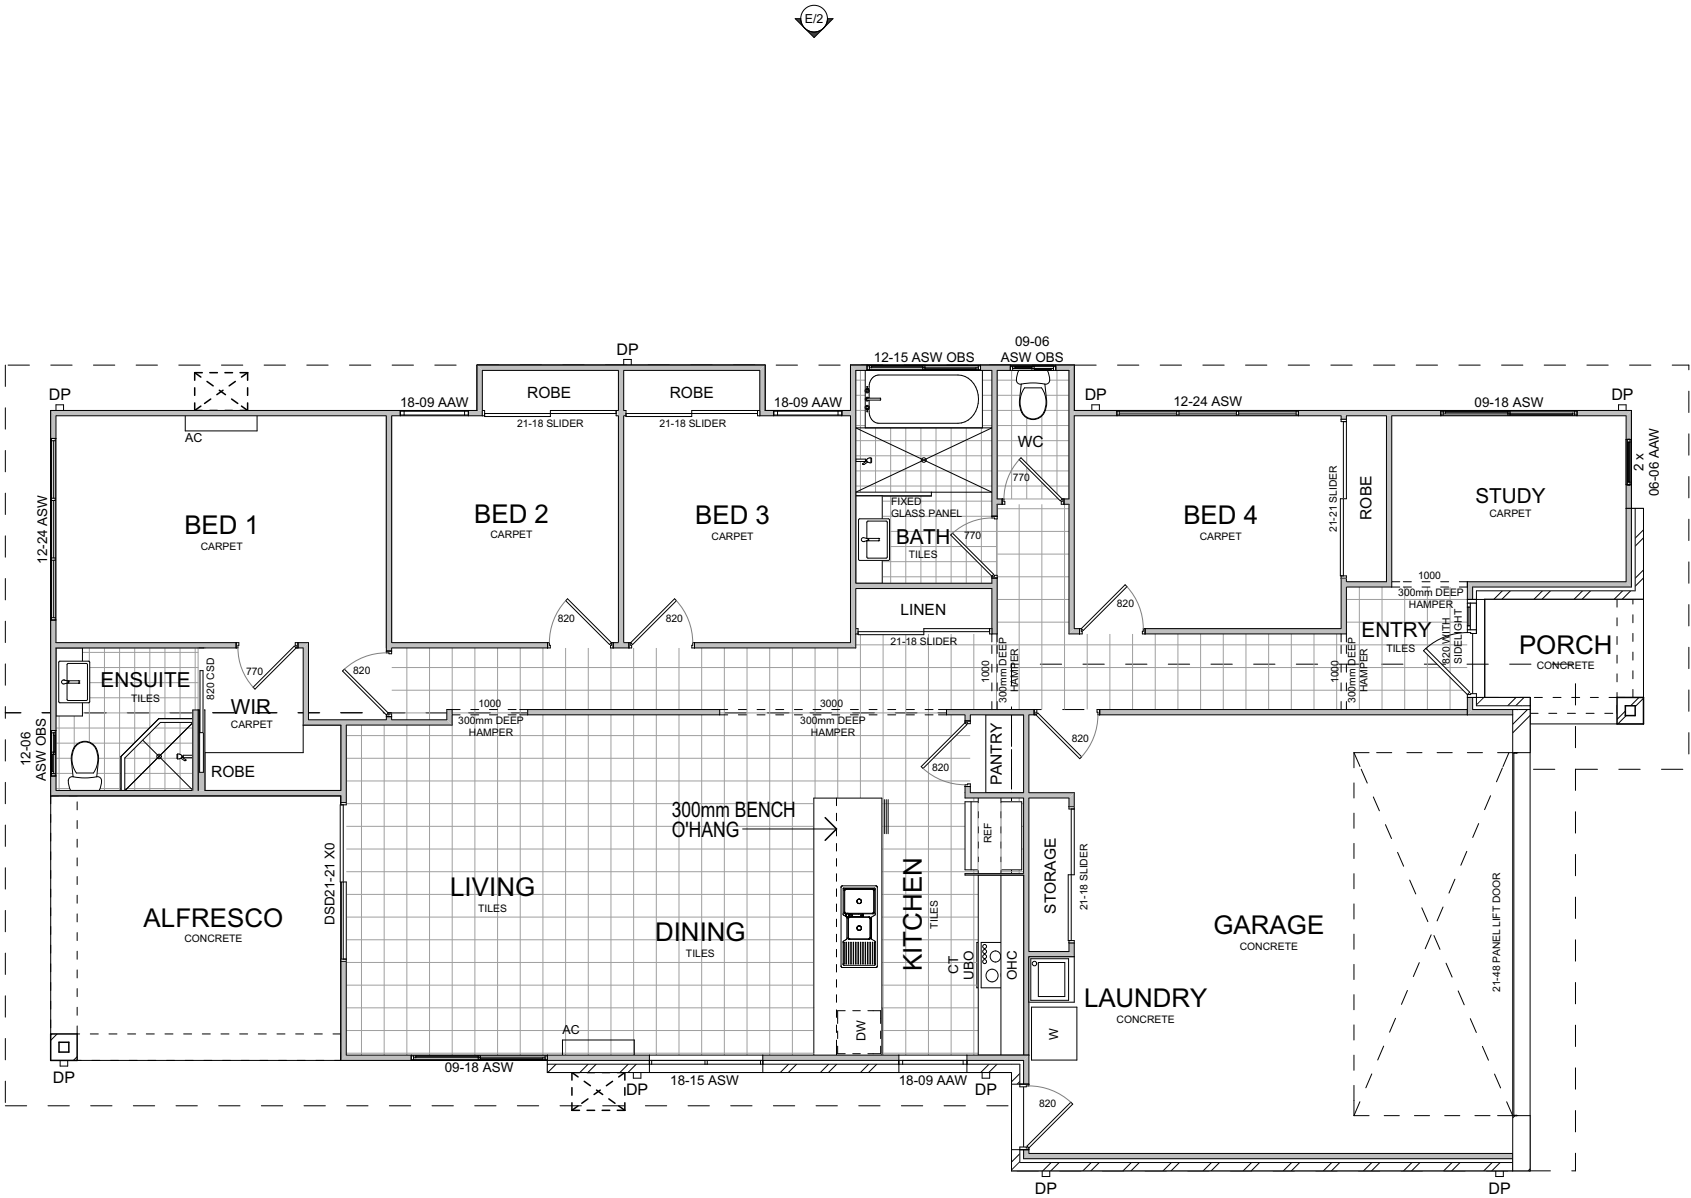 E/2
09-06
ASW OBS
DP
12-15 ASW OBS
DP
18-09 AAW
ROBE
ROBE
18-09 AAW
DP
12-24 ASW
09-18 ASW
DP
21-18 SLIDER
21-18 SLIDER
AC
WC
770
2 x
06-06 AAW
12-24 ASW
BED 1
CARPET
BED 2
CARPET
BED 3
CARPET
FIXED
GLASS PANEL
BATH
TILES
770
BED 4
CARPET
21-21 SLIDER
ROBE
STUDY
CARPET
1000
300mm DEEP
HAMPER
820
820
LINEN
21-18 SLIDER
820
ENTRY
TILES
820 WITH
SIDELIGHT
PORCH
CONCRETE
1000
300mm DEEP
HAMPER
1000
300mm DEEP
HAMPER
ENSUITE
TILES
820 CSD
770
WIR
CARPET
820
1000
300mm DEEP
HAMPER
3000
300mm DEEP
HAMPER
820
12-06
ASW OBS
ROBE
820
PANTRY
300mm BENCH
O'HANG
REF
DSD21-21 X0
STORAGE
21-18 SLIDER
LIVING
TILES
DINING
TILES
KITCHEN
TILES
ALFRESCO
CONCRETE
GARAGE
CONCRETE
21-48 PANEL LIFT DOOR
CT
UBO
OHC
LAUNDRY
CONCRETE
AC
DW
W
DP
09-18 ASW
DP
18-15 ASW
18-09 AAW
DP
820
DP
DP